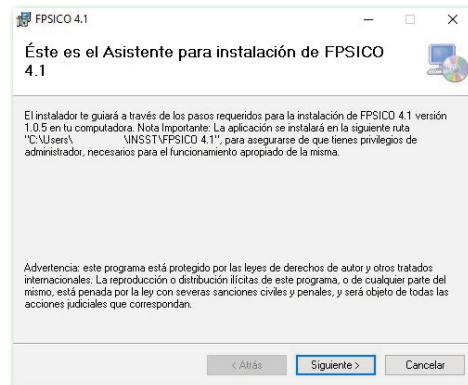 FPSICO 4.1
Éste es el Asistente para instalación de FPSICO
4.1
El instalador te guiará a través de los pasos requeridos para la instalación de FPSICO 4.1 versión
1.0.5 en tu computadora. Nota Importante: La aplicación se instalará en la siguiente ruta
"C:\Users\ \INSST\FPSICO 4.1", para asegurarse de que tienes privilegios de
administrador, necesarios para el funcionamiento apropiado de la misma.
Advertencia: este programa está protegido por las leyes de derechos de autor y otros tratados
internacionales. La reproducción o distribución ilícitas de este programa, o de cualquier parte del
mismo, está penada por la ley con severas sanciones civiles y penales, y será objeto de todas las
acciones judiciales que correspondan.
< Atrás Siguiente > Cancelar